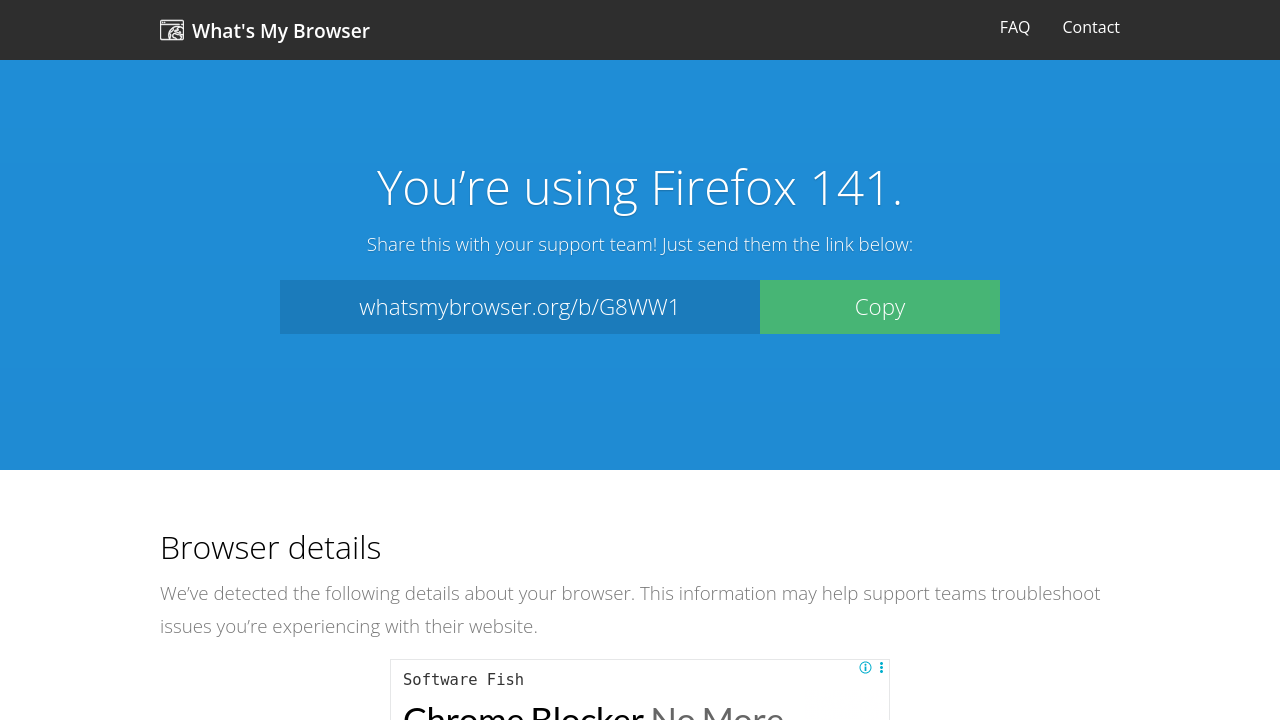 What's My Browser
FAQ
Contact
You’re using Firefox 141.
Share this with your support team! Just send them the link below:
whatsmybrowser.org/b/G8WW1
Copy
Browser details
We’ve detected the following details about your browser. This information may help support teams troubleshoot
issues you’re experiencing with their website.
Software Fish
Chrome Blocker No More